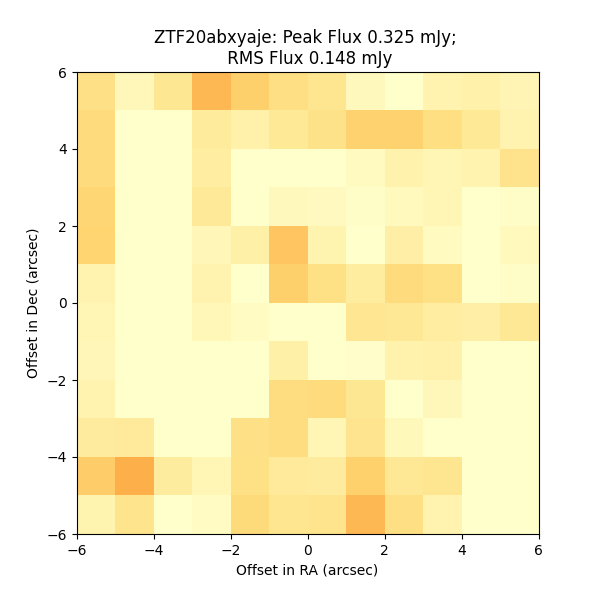 ZTF20abxyaje: Peak Flux 0.325 mJy;
RMS Flux 0.148 mJy
6
4
2
0
−2
−4
−6
Offset in Dec (arcsec)
−6 −4 −2 0 2 4 6
Offset in RA (arcsec)